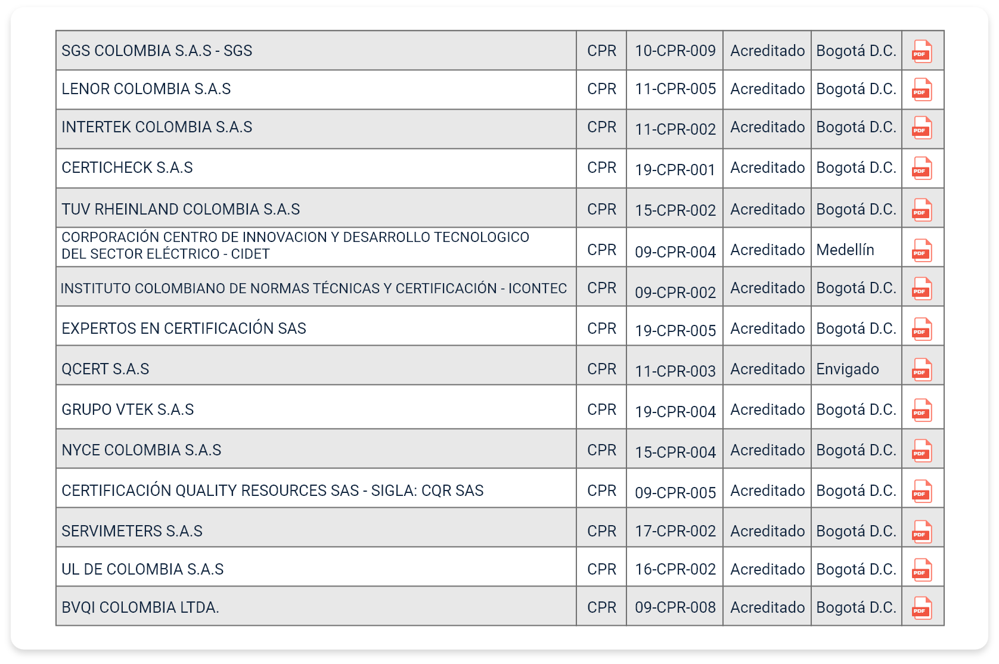 SGS COLOMBIA S.A.S - SGS CPR 10-CPR-009 Acreditado Bogotá D.C. PDF
LENOR COLOMBIA S.A.S CPR 11-CPR-005 Acreditado Bogotá D.C. PDF
INTERTEK COLOMBIA S.A.S CPR 11-CPR-002 Acreditado Bogotá D.C. PDF
CERTICHECK S.A.S CPR 19-CPR-001 Acreditado Bogotá D.C. PDF
TUV RHEINLAND COLOMBIA S.A.S CPR 15-CPR-002 Acreditado Bogotá D.C. PDF
CORPORACIÓN CENTRO DE INNOVACION Y DESARROLLO TECNOLOGICO
DEL SECTOR ELÉCTRICO - CIDET CPR 09-CPR-004 Acreditado Medellín PDF
INSTITUTO COLOMBIANO DE NORMAS TÉCNICAS Y CERTIFICACIÓN - ICONTEC CPR 09-CPR-002 Acreditado Bogotá D.C. PDF
EXPERTOS EN CERTIFICACIÓN SAS CPR 19-CPR-005 Acreditado Bogotá D.C. PDF
QCERT S.A.S CPR 11-CPR-003 Acreditado Envigado PDF
GRUPO VTEK S.A.S CPR 19-CPR-004 Acreditado Bogotá D.C. PDF
NYCE COLOMBIA S.A.S CPR 15-CPR-004 Acreditado Bogotá D.C. PDF
CERTIFICACIÓN QUALITY RESOURCES SAS - SIGLA: CQR SAS CPR 09-CPR-005 Acreditado Bogotá D.C. PDF
SERVIMETERS S.A.S CPR 17-CPR-002 Acreditado Bogotá D.C. PDF
UL DE COLOMBIA S.A.S CPR 16-CPR-002 Acreditado Bogotá D.C. PDF
BVQI COLOMBIA LTDA. CPR 09-CPR-008 Acreditado Bogotá D.C. PDF